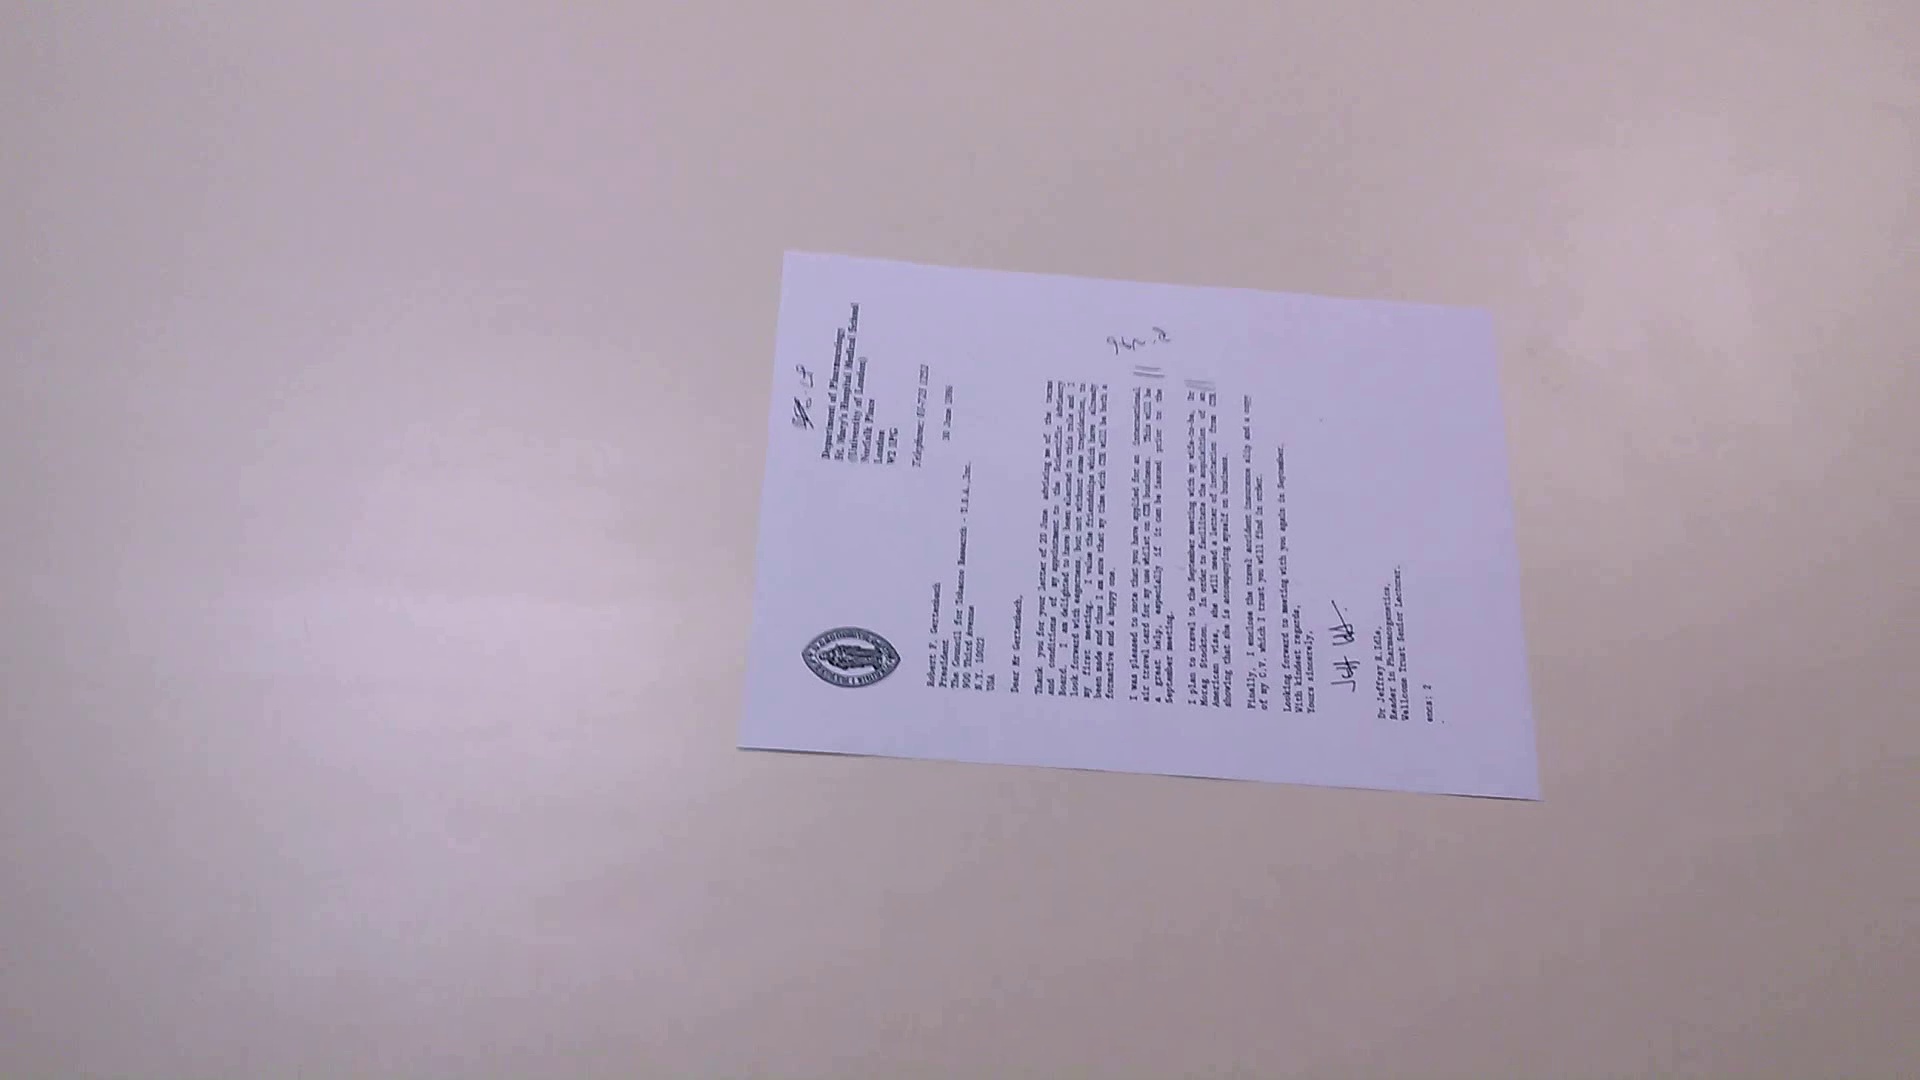 Department of Pharmacology
St. Mary's Hospital Medical School
(University of London)
Norfolk Place
London
W2 1PG
Telephone: 01-723 1252
30 June 1986
Robert F. Gertenbach
President
The Council for Tobacco Research - U.S.A., Inc.
900 Third Avenue
N.Y. 10022
USA
Dear Mr Gertenbach,
Thank you for your letter of 20 June advising me of the terms
and conditions of my appointment to the Scientific Advisory
Board. I am delighted to have been elected to this role and I
look forward with eagerness, but not without some trepidation, to
my first meeting. I value the friendships which have already
been made and thus I am sure that my time with CTR will be both a
formative and a happy one.
I was pleased to note that you have applied for an international
air travel card for my use whilst on CTR business. This will be
a great help, especially if it can be issued prior to the
September meeting.
I plan to travel to the September meeting with my wife-to-be, Dr
Morag Stockton. In order to facilitate the acquisition of an
American visa, she will need a letter of invitation from CTR
showing that she is accompanying myself on business.
Finally, I enclose the travel accident insurance slip and a copy
of my C.V. which I trust you will find in order.
Looking forward to meeting with you again in September.
With kindest regards,
Yours sincerely,
Dr Jeffrey R.Idle,
Reader in Pharmacogenetics,
Wellcome Trust Senior Lecturer.
encs: 2